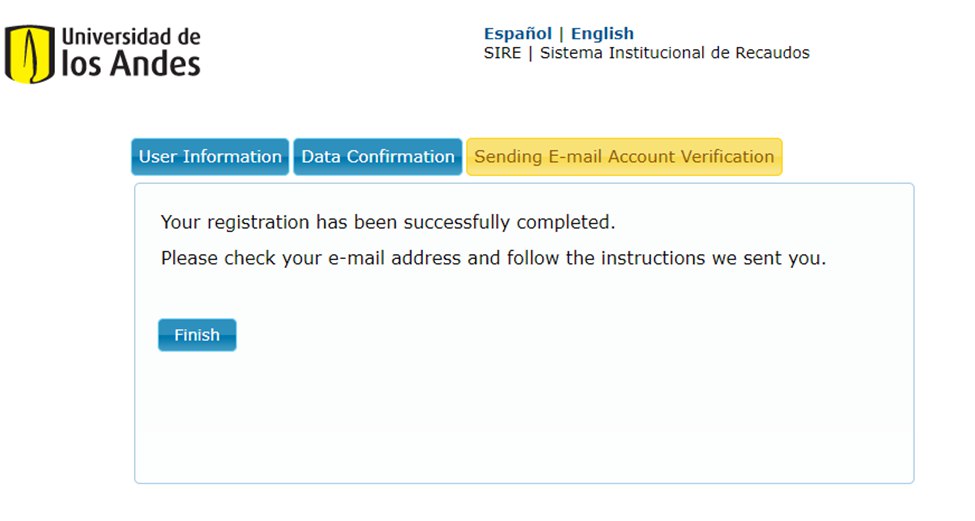 Universidad de
los Andes
Español | English
SIRE | Sistema Institucional de Recaudos
User Information
Data Confirmation
Sending E-mail Account Verification
Your registration has been successfully completed.
Please check your e-mail address and follow the instructions we sent you.
Finish